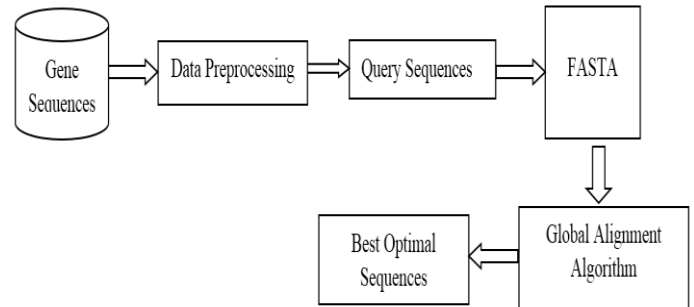 Gene
Sequences
Data Preprocessing
Query Sequences
FASTA
Global Alignment
Algorithm
Best Optimal
Sequences